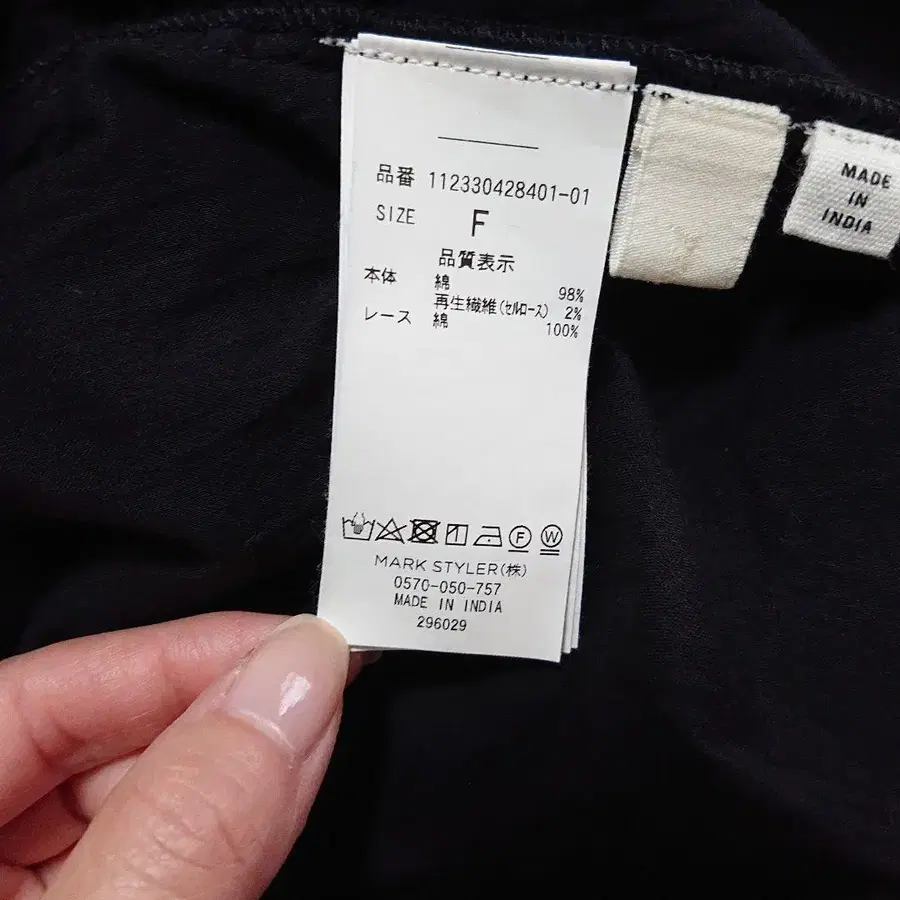 品番 112330428401-01
SIZE F
品質表示
本体 綿 98%
再生繊維(セルロース) 2%
レース 綿 100%
F W
MARK STYLER(株)
0570-050-757
MADE IN INDIA
296029
MADE
IN
INDIA